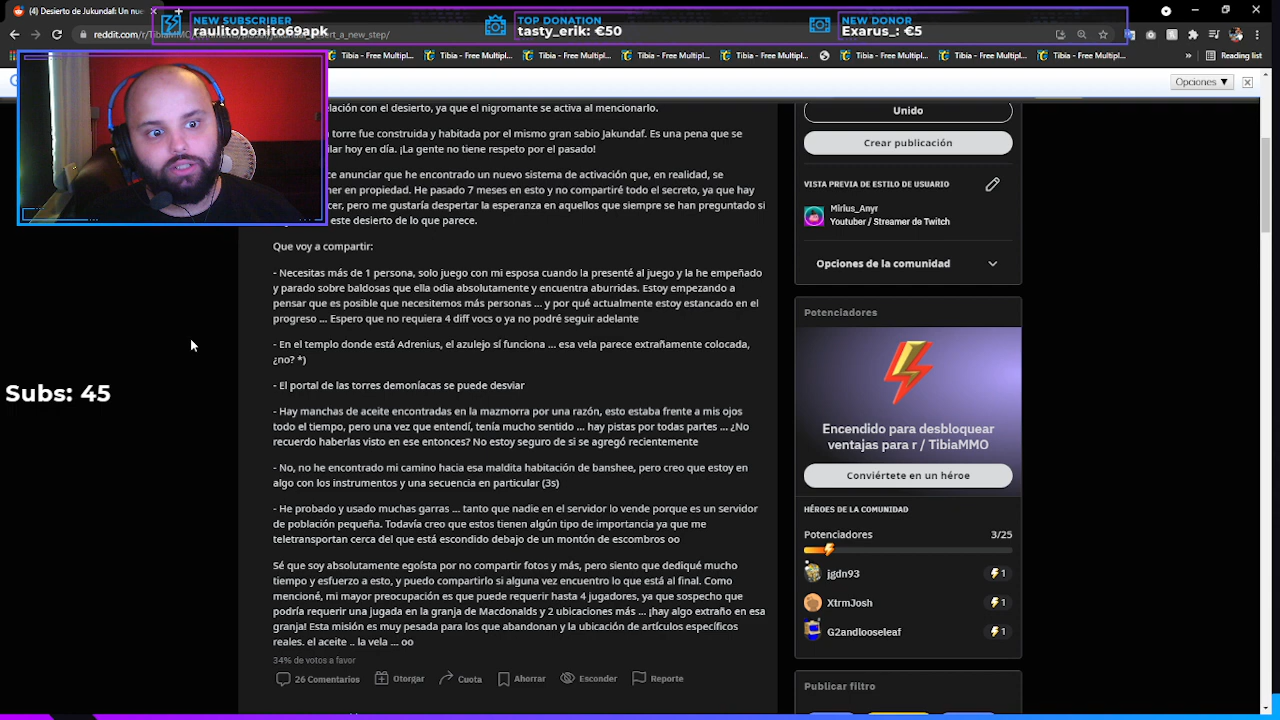 (4) Desierto de Jukundaf: Un nue
NEW SUBSCRIBER
raulitobonito69apk
TOP DONATION
tasty_erik: €50
NEW DONOR
Exarus_: €5
Tibia - Free Multipl...
Tibia - Free Multipl...
Tibia - Free Multipl...
Tibia - Free Multipl...
Tibia - Free Multipl...
Tibia - Free Multipl...
Tibia - Free Multipl...
Tibia - Free Multipl...
Reading list
Opciones ▼
lación con el desierto, ya que el nigromante se activa al mencionarlo.
torre fue construida y habitada por el mismo gran sabio Jakundaf. Es una pena que se
lar hoy en día. ¡La gente no tiene respeto por el pasado!
ce anunciar que he encontrado un nuevo sistema de activación que, en realidad, se
ner en propiedad. He pasado 7 meses en esto y no compartiré todo el secreto, ya que hay
cer, pero me gustaría despertar la esperanza en aquellos que siempre se han preguntado si
este desierto de lo que parece.
Que voy a compartir:
- Necesitas más de 1 persona, solo juego con mi esposa cuando la presenté al juego y la he empeñado
y parado sobre baldosas que ella odia absolutamente y encuentra aburridas. Estoy empezando a
pensar que es posible que necesitemos más personas ... y por qué actualmente estoy estancado en el
progreso ... Espero que no requiera 4 diff vocs o ya no podré seguir adelante
- En el templo donde está Adrenius, el azulejo sí funciona ... esa vela parece extrañamente colocada,
¿no? *)
- El portal de las torres demoníacas se puede desviar
- Hay manchas de aceite encontradas en la mazmorra por una razón, esto estaba frente a mis ojos
todo el tiempo, pero una vez que entendí, tenía mucho sentido ... hay pistas por todas partes ... ¿No
recuerdo haberlas visto en ese entonces? No estoy seguro de si se agregó recientemente
- No, no he encontrado mi camino hacia esa maldita habitación de banshee, pero creo que estoy en
algo con los instrumentos y una secuencia en particular (3s)
- He probado y usado muchas garras ... tanto que nadie en el servidor lo vende porque es un servidor
de población pequeña. Todavía creo que estos tienen algún tipo de importancia ya que me
teletransportan cerca del que está escondido debajo de un montón de escombros oo
Sé que soy absolutamente egoísta por no compartir fotos y más, pero siento que dediqué mucho
tiempo y esfuerzo a esto, y puedo compartirlo si alguna vez encuentro lo que está al final. Como
mencioné, mi mayor preocupación es que puede requerir hasta 4 jugadores, ya que sospecho que
podría requerir una jugada en la granja de Macdonalds y 2 ubicaciones más ... ¡hay algo extraño en esa
granja! Esta misión es muy pesada para los que abandonan y la ubicación de artículos específicos
reales. el aceite .. la vela ... oo
34% de votos a favor
26 Comentarios
Otorgar
Cuota
Ahorrar
Esconder
Reporte
Subs: 45
Unido
Crear publicación
VISTA PREVIA DE ESTILO DE USUARIO
Mirius_Anyr
Youtuber / Streamer de Twitch
Opciones de la comunidad
Potenciadores
Encendido para desbloquear
ventajas para r / TibiaMMO
Conviértete en un héroe
HÉROES DE LA COMUNIDAD
Potenciadores 3/25
jgdn93 1
XtrmJosh 1
G2andlooseleaf 1
Publicar filtro